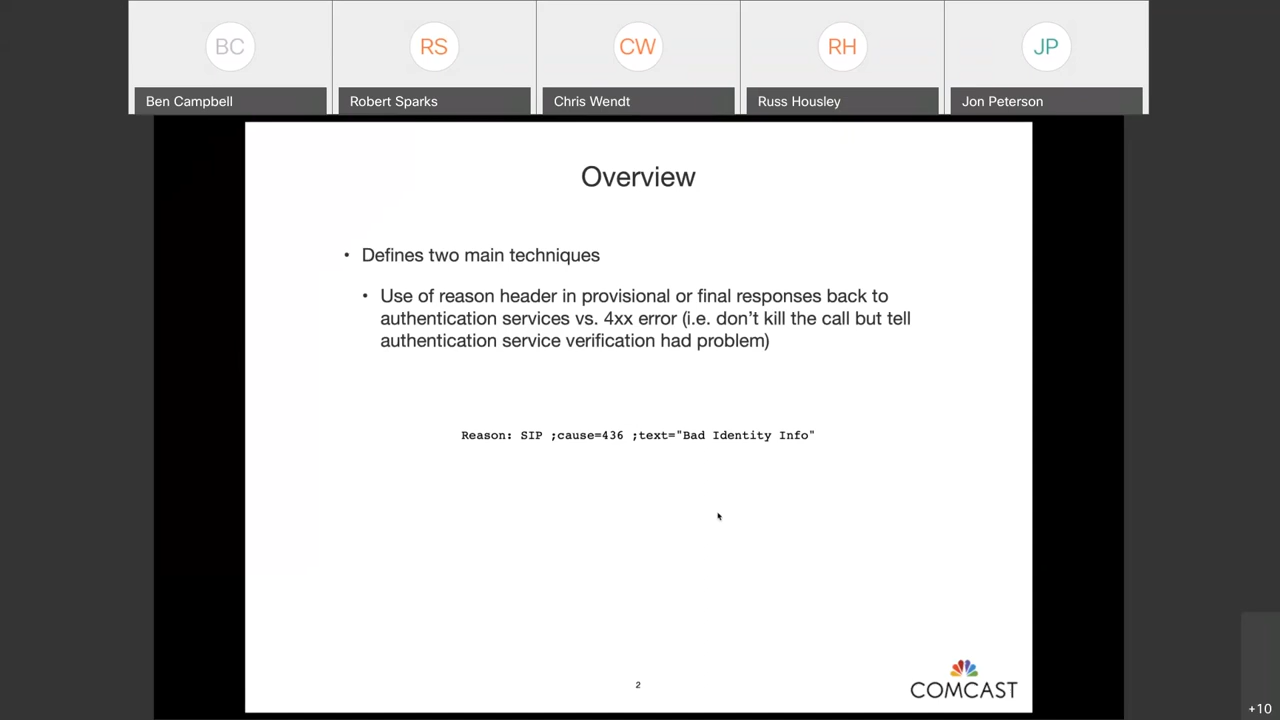 BC
RS
CW
RH
JP
Ben Campbell
Robert Sparks
Chris Wendt
Russ Housley
Jon Peterson
Overview
• Defines two main techniques
• Use of reason header in provisional or final responses back to
authentication services vs. 4xx error (i.e. don’t kill the call but tell
authentication service verification had problem)
Reason: SIP ;cause=436 ;text="Bad Identity Info"
2
COMCAST
+10